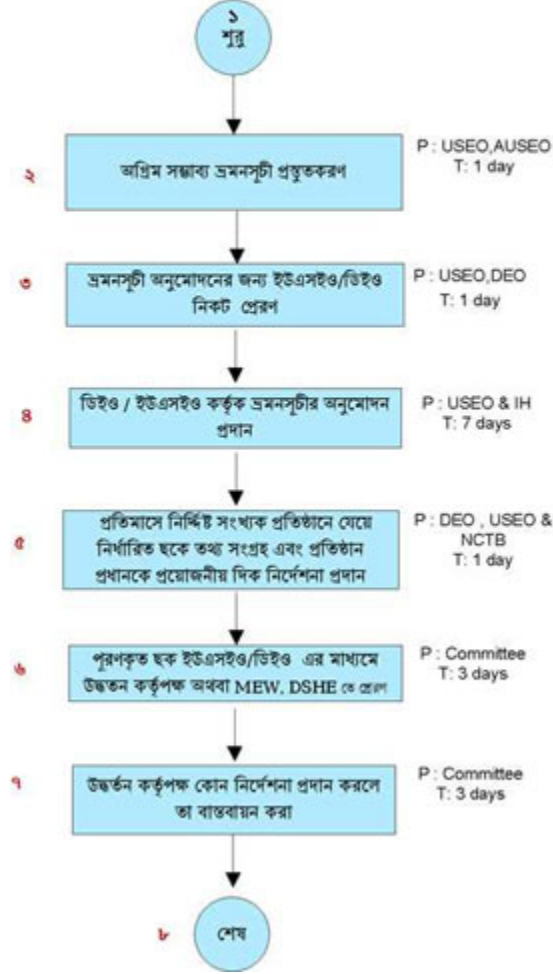 ১
শুরু
২
অগ্রিম সম্ভাব্য ভ্রমনসূচী প্রস্তুতকরণ
P : USEO,AUSEO
T: 1 day
৩
ভ্রমনসূচী অনুমোদনের জন্য ইউএসইও/ডিইও
নিকট প্রেরণ
P : USEO,DEO
T: 1 day
৪
ডিইও / ইউএসইও কর্তৃক ভ্রমনসূচীর অনুমোদন
প্রদান
P : USEO & IH
T: 7 days
৫
প্রতিমাসে নির্দ্দিষ্ট সংখ্যক প্রতিষ্ঠানে যেয়ে
নির্ধারিত ছকে তথ্য সংগ্রহ এবং প্রতিষ্ঠান
প্রধানকে প্রয়োজনীয় দিক নির্দেশনা প্রদান
P : DEO , USEO &
NCTB
T: 1 day
৬
পূরণকৃত ছক ইউএসইও/ডিইও এর মাধ্যমে
উদ্ধতন কর্তৃপক্ষ অথবা MEW, DSHE তে প্রেরণ
P : Committee
T: 3 days
৭
উদ্ধর্তন কর্তৃপক্ষ কোন নির্দেশনা প্রদান করলে
তা বাস্তবায়ন করা
P : Committee
T: 3 days
৮
শেষ